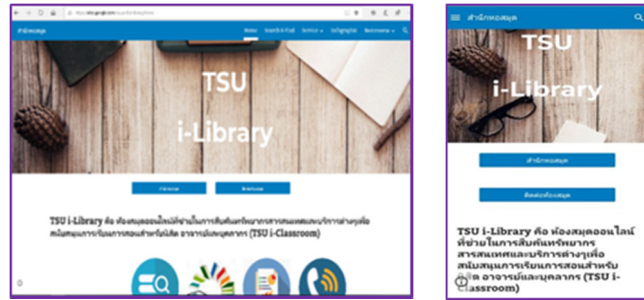 สำนักหอสมุด
Home Search & Find Service Infographic
TSU
i-Library
TSU i-Library คือ ห้องสมุดออนไลน์ที่ช่วยในการสืบค้นทรัพยากรสารสนเทศและบริการต่างๆเพื่อ
สนับสนุนการเรียนการสอนสำหรับนิสิต อาจารย์และบุคลากร (TSU i-Classroom)
สำนักหอสมุด
TSU
i-Library
สำนักหอสมุด
ติดต่อห้องสมุด
TSU i-Library คือ ห้องสมุดออนไลน์
ที่ช่วยในการสืบค้นทรัพยากร
สารสนเทศและบริการต่างๆเพื่อ
สนับสนุนการเรียนการสอนสำหรับ
นิสิต อาจารย์และบุคลากร (TSU i-
Classroom)